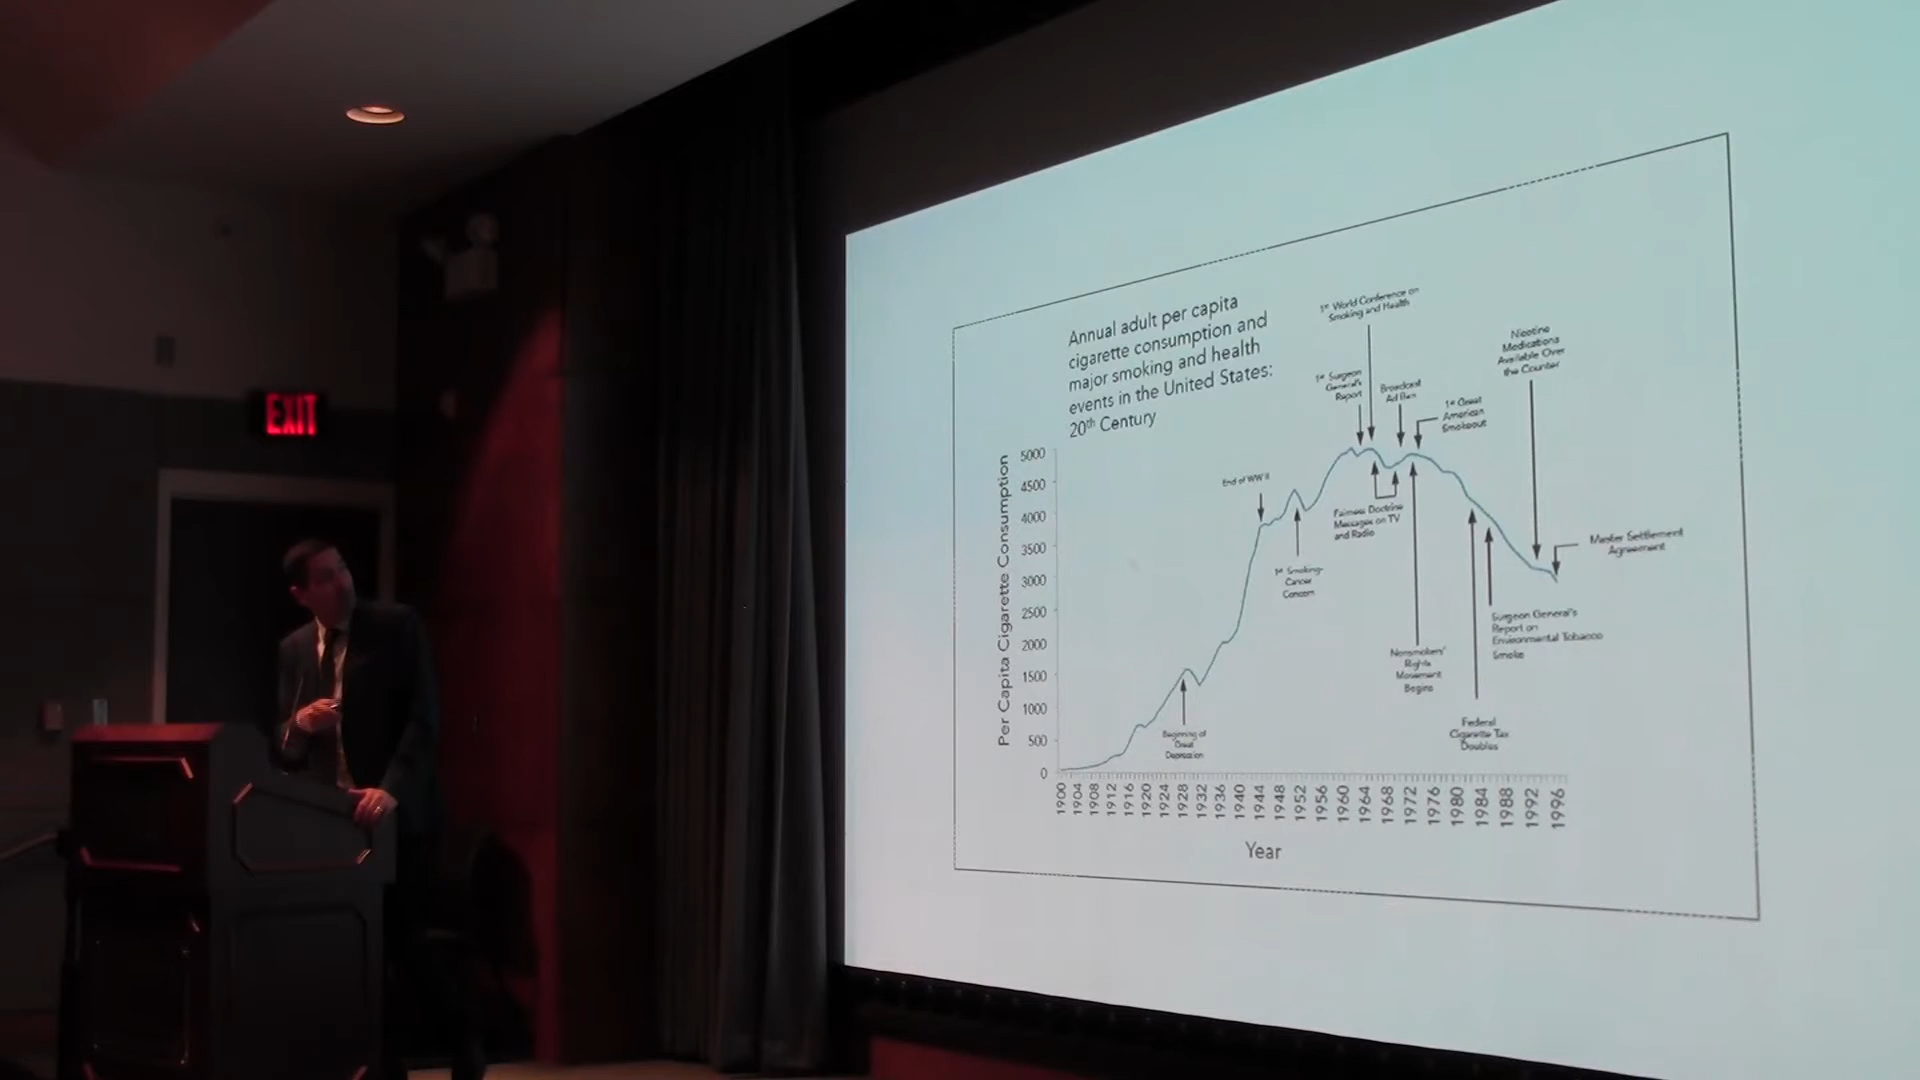 EXIT
Annual adult per capita
cigarette consumption and
major smoking and health
events in the United States:
20th Century
1st World Conference on
Smoking and Health
1st Surgeon
General's
Report
Broadcast
Ad Ban
1st Great
American
Smokeout
Nicotine
Medications
Available Over
the Counter
End of WW II
1st Smoking-
Cancer
Concern
Fairness Doctrine
Messages on TV
and Radio
Master Settlement
Agreement
Surgeon General's
Report on
Environmental Tobacco
Smoke
Nonsmokers'
Rights
Movement
Begins
Federal
Cigarette Tax
Doubles
Beginning of
Great
Depression
Per Capita Cigarette Consumption
5000
4500
4000
3500
3000
2500
2000
1500
1000
500
0
1900 1904 1908 1912 1916 1920 1924 1928 1932 1936 1940 1944 1948 1952 1956 1960 1964 1968 1972 1976 1980 1984 1988 1992 1996
Year